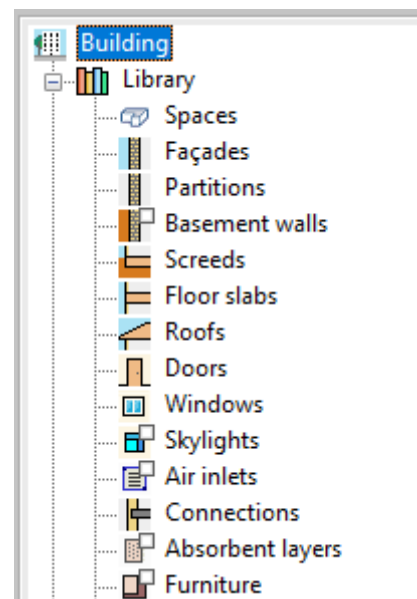 Building
Library
Spaces
Façades
Partitions
Basement walls
Screeds
Floor slabs
Roofs
Doors
Windows
Skylights
Air inlets
Connections
Absorbent layers
Furniture